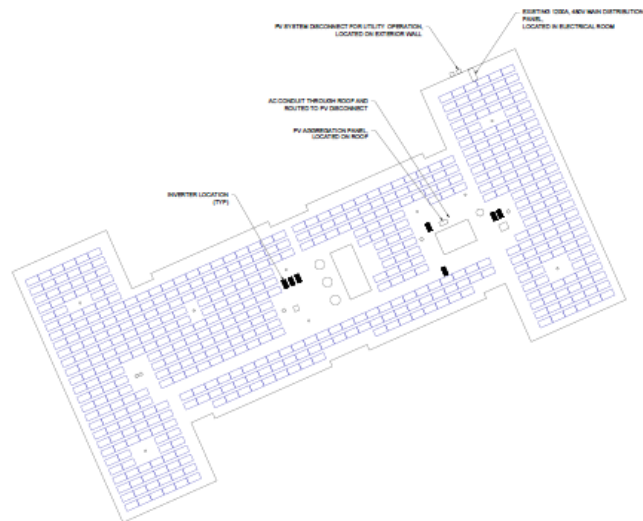 PV SYSTEM DISCONNECT FOR UTILITY OPERATION,
LOCATED ON EXTERIOR WALL
EXISTING 1200A, 480V MAIN DISTRIBUTION
PANEL,
LOCATED IN ELECTRICAL ROOM
AC CONDUIT THROUGH ROOF AND
ROUTED TO PV DISCONNECT
PV AGGREGATION PANEL,
LOCATED ON ROOF
INVERTER LOCATION
(TYP)